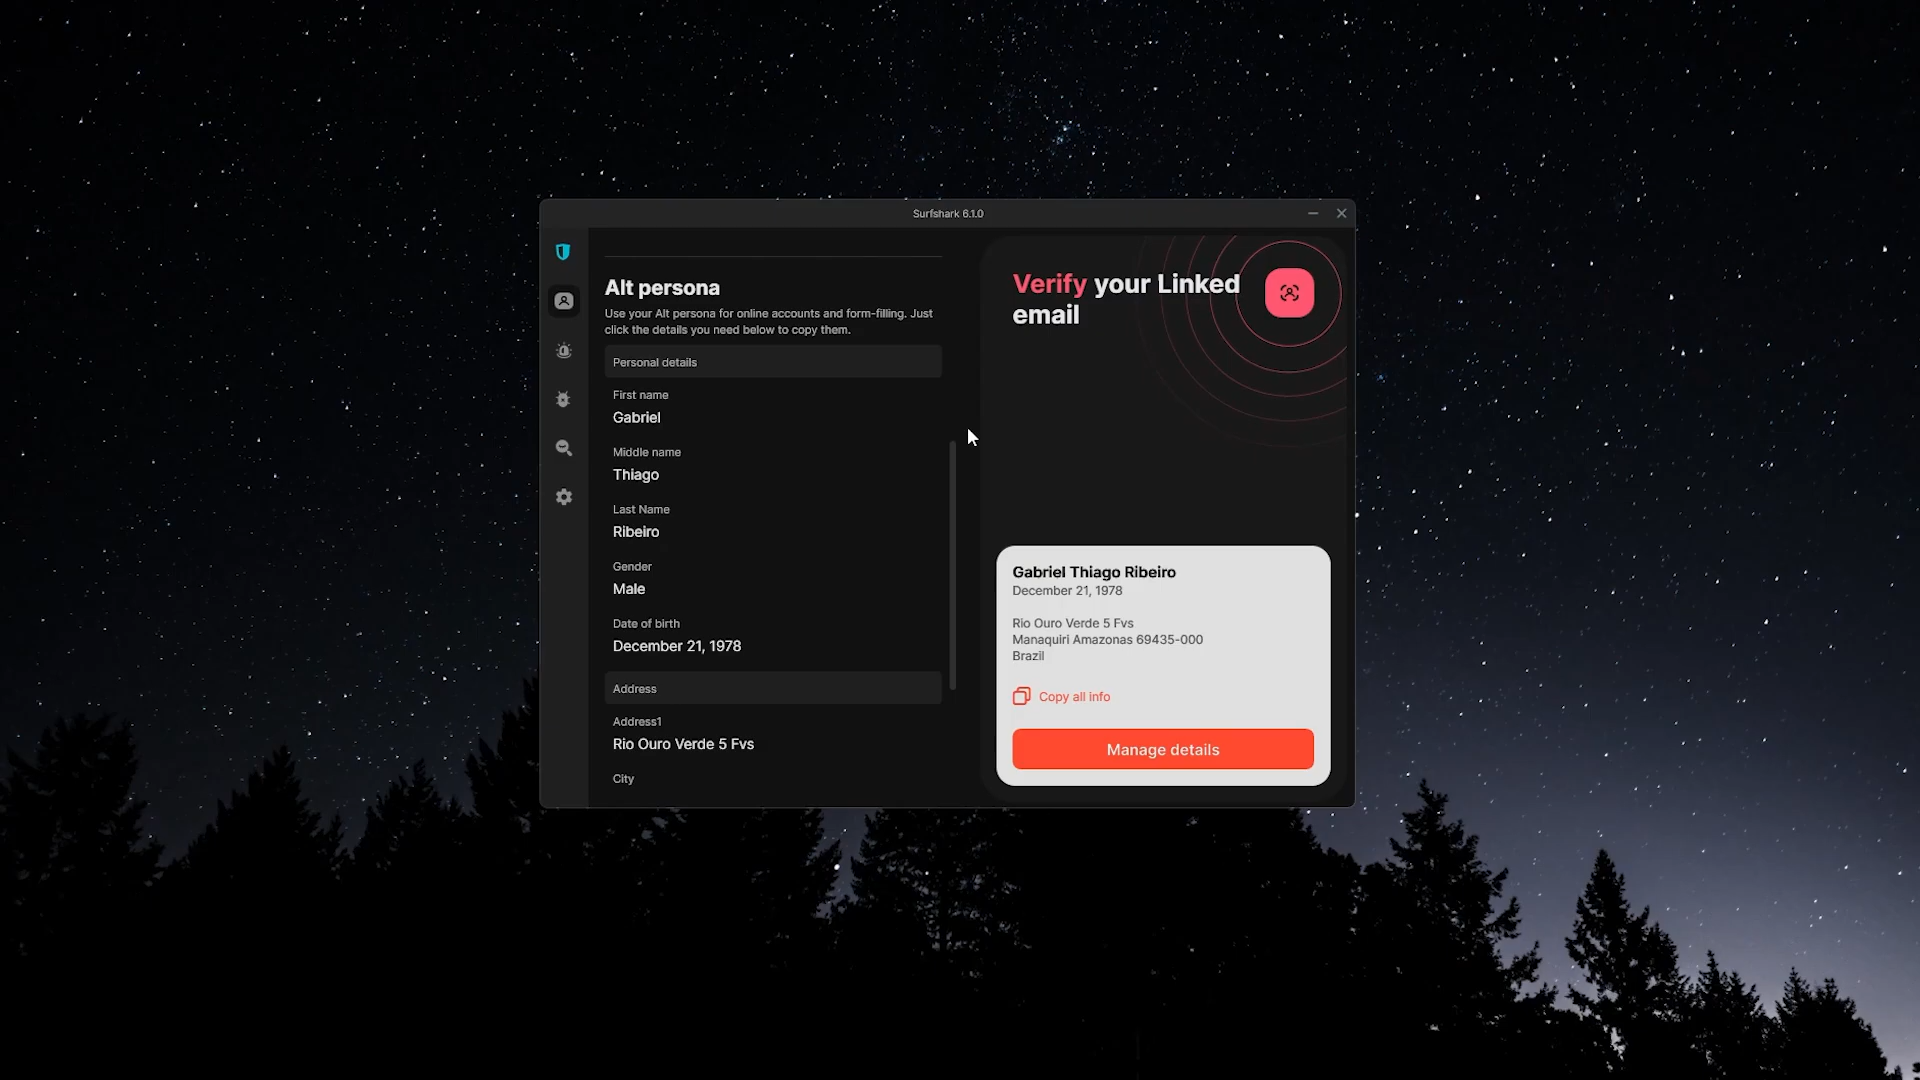 Surfshark 6.1.0
Alt persona
Use your Alt persona for online accounts and form-filling. Just
click the details you need below to copy them.
Personal details
First name
Gabriel
Middle name
Thiago
Last Name
Ribeiro
Gender
Male
Date of birth
December 21, 1978
Address
Address1
Rio Ouro Verde 5 Fvs
City
Verify your Linked
email
Gabriel Thiago Ribeiro
December 21, 1978
Rio Ouro Verde 5 Fvs
Manaquiri Amazonas 69435-000
Brazil
Copy all info
Manage details